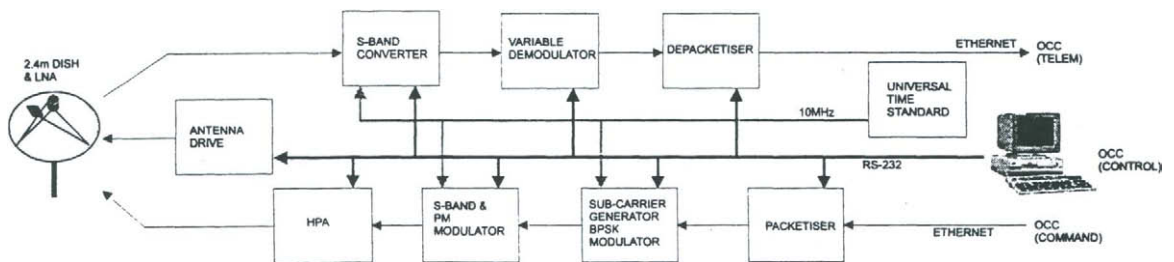 S-BAND
CONVERTER
VARIABLE
DEMODULATOR
DEPACKETISER
ETHERNET
OCC
(TELEM)
2.4m DISH
& LNA
UNIVERSAL
TIME
STANDARD
10MHz
ANTENNA
DRIVE
RS-232
OCC
(CONTROL)
HPA
S-BAND &
PM
MODULATOR
SUB-CARRIER
GENERATOR
BPSK
MODULATOR
PACKETISER
ETHERNET
OCC
(COMMAND)